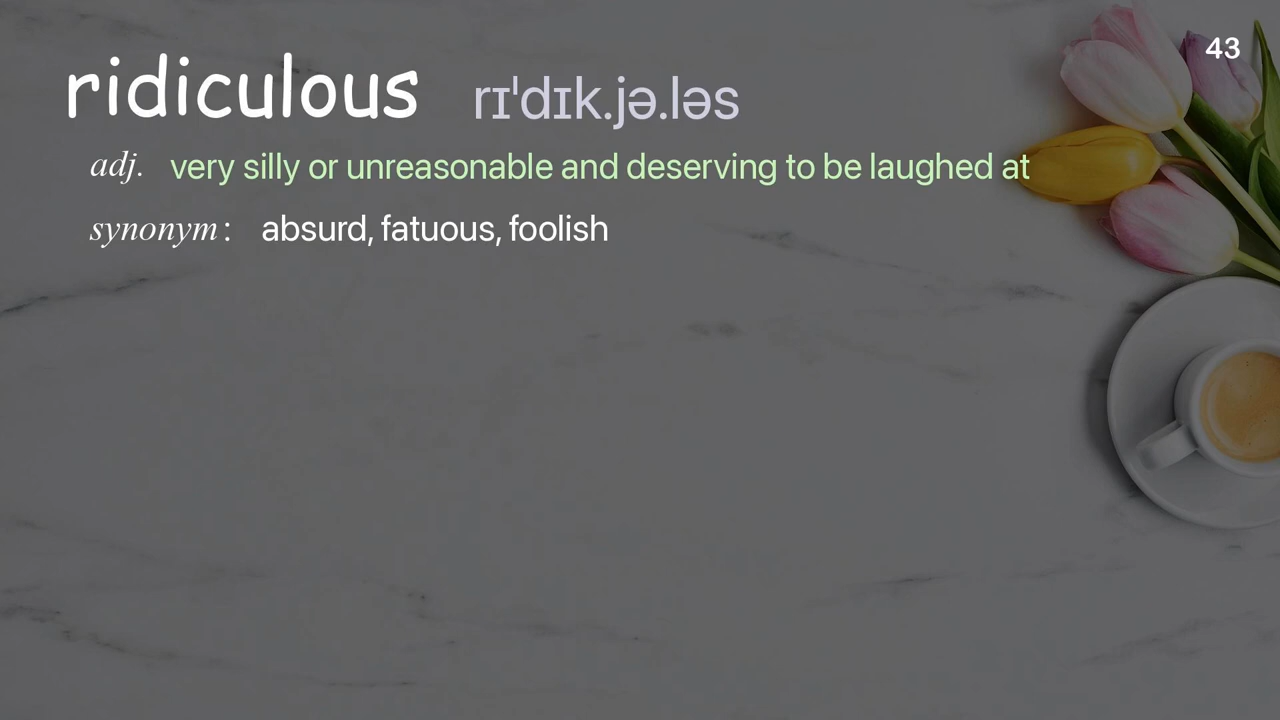 43
ridiculous rɪˈdɪk.jə.ləs
adj. very silly or unreasonable and deserving to be laughed at
synonym: absurd, fatuous, foolish